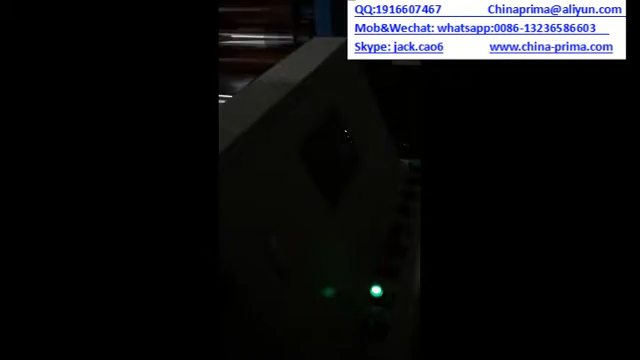 QQ:1916607467 Chinaprima@aliyun.com
Mob&Wechat: whatsapp:0086-13236586603
Skype: jack.cao6 www.china-prima.com